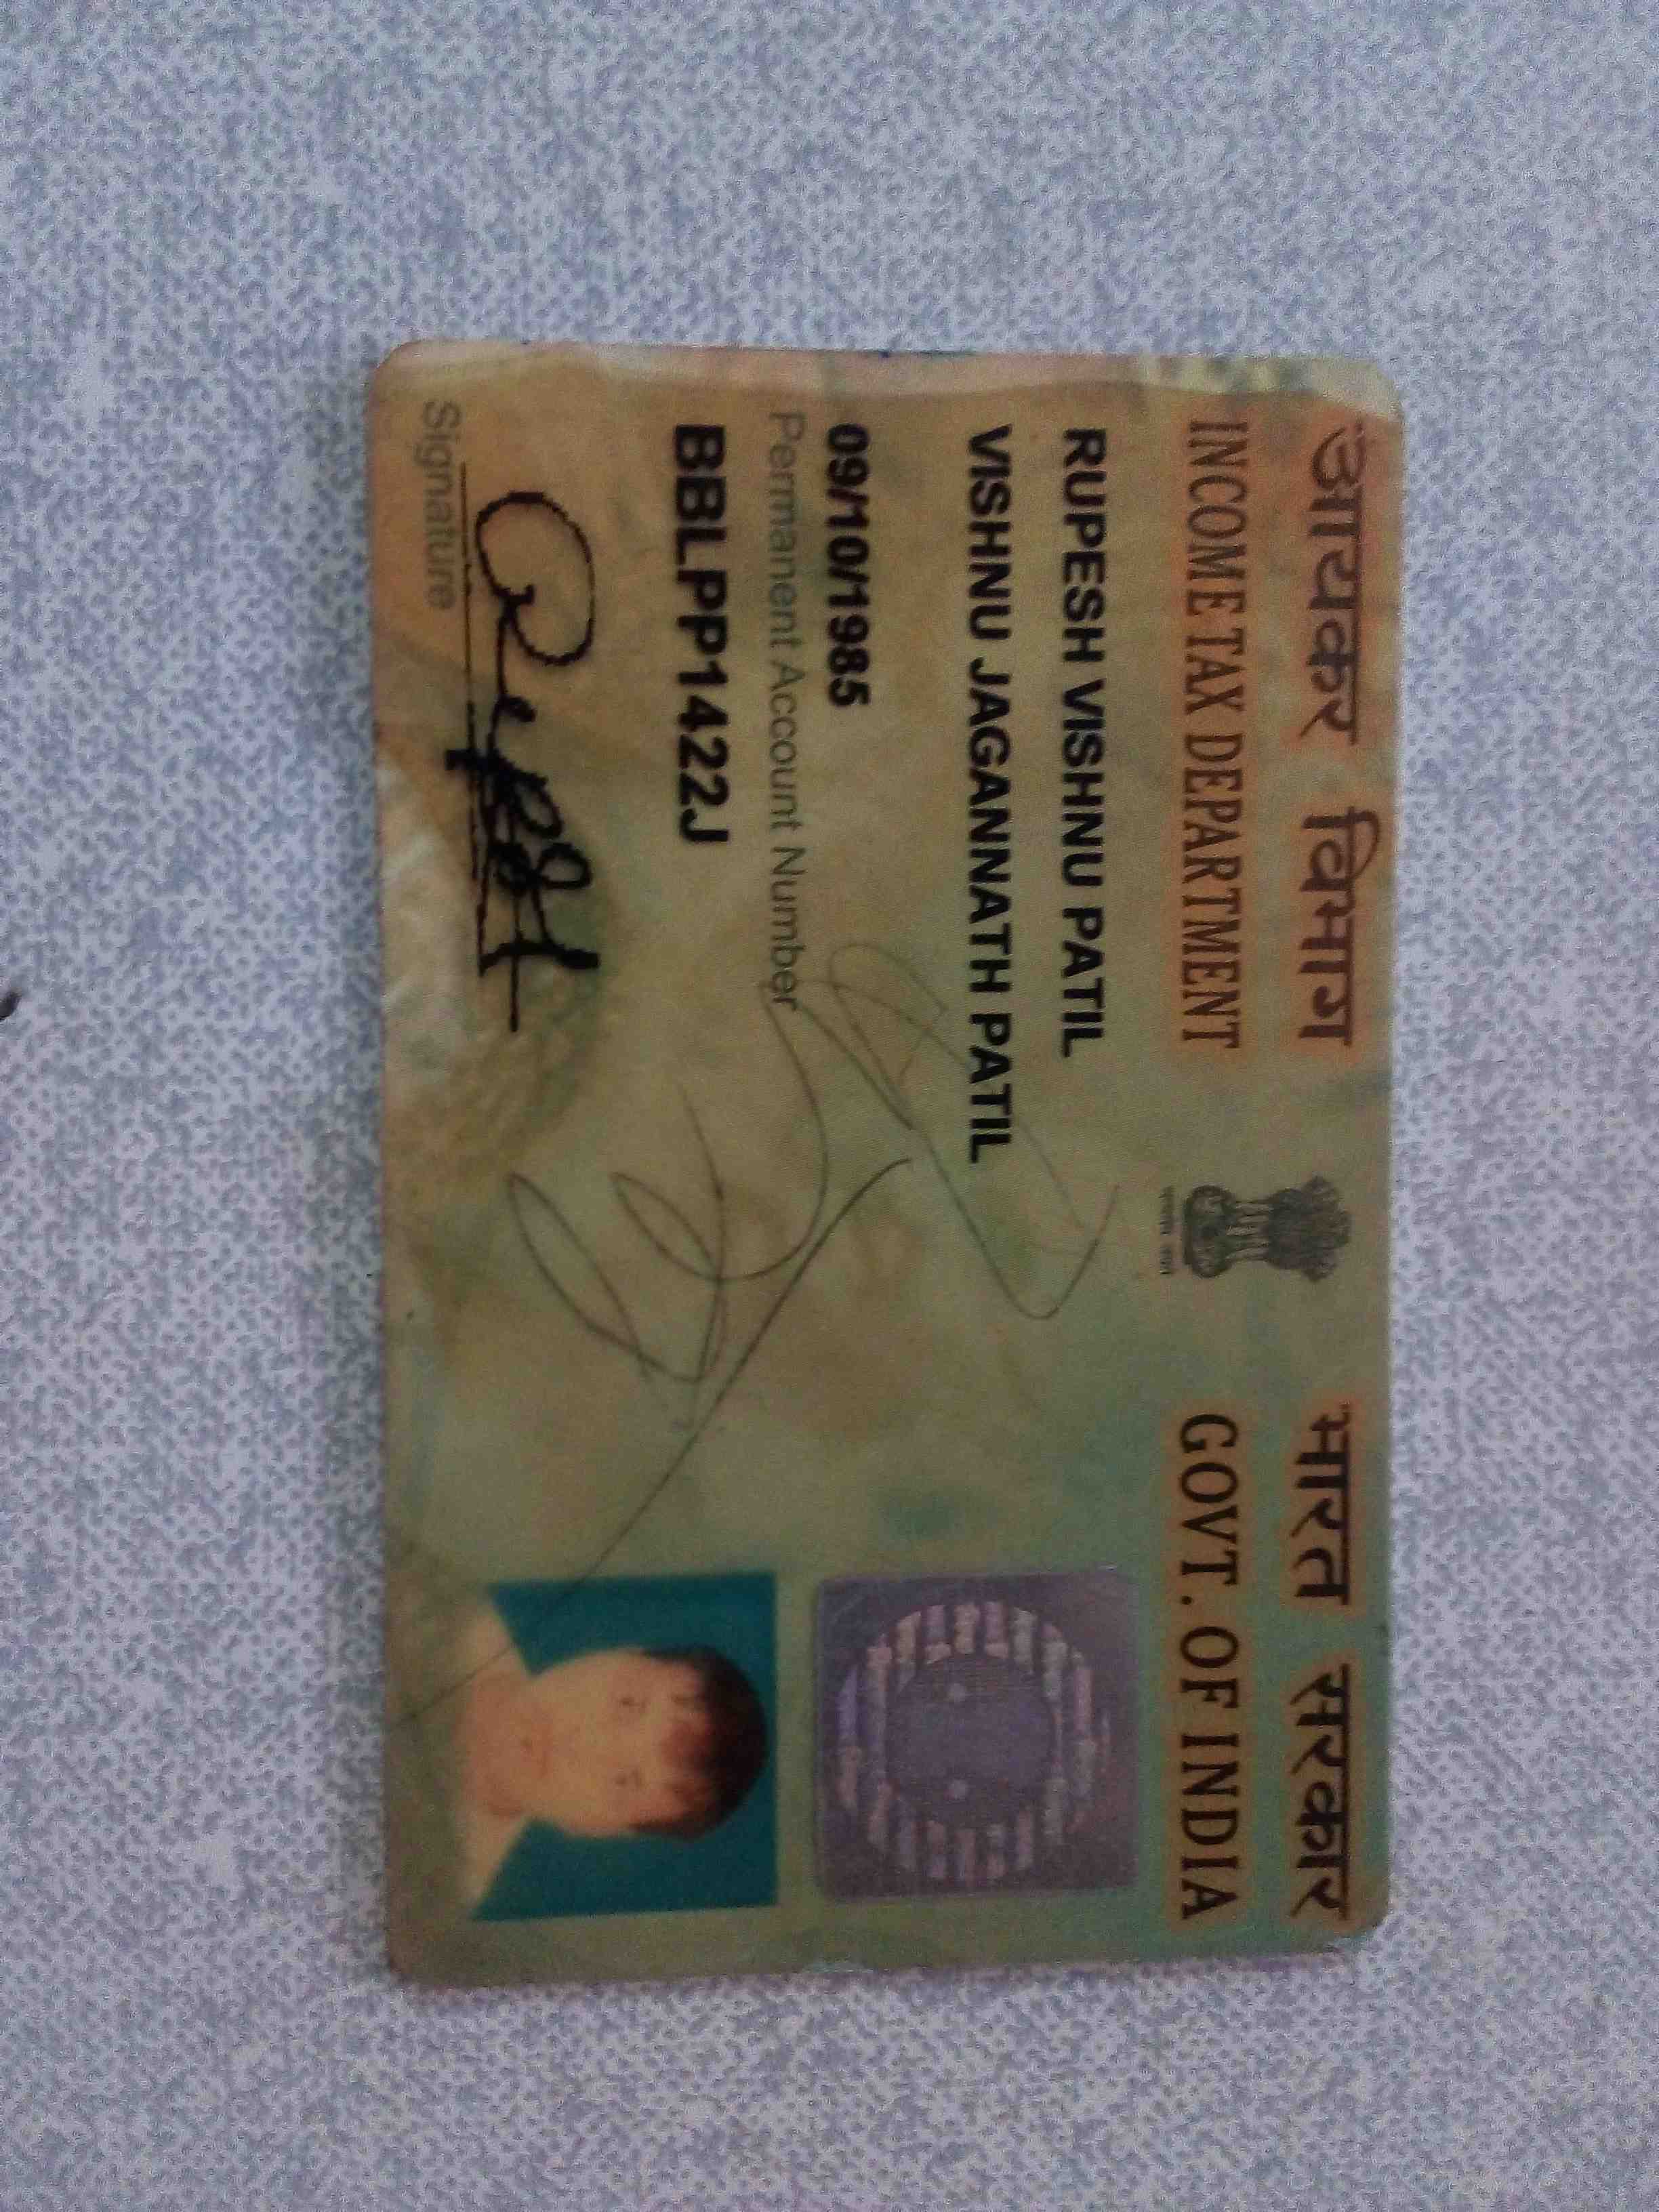 आयकर विभाग भारत सरकार
INCOME TAX DEPARTMENT GOVT. OF INDIA
RUPESH VISHNU PATIL
VISHNU JAGANNATH PATIL
09/10/1985
Permanent Account Number
BBLPP1422J
Signature